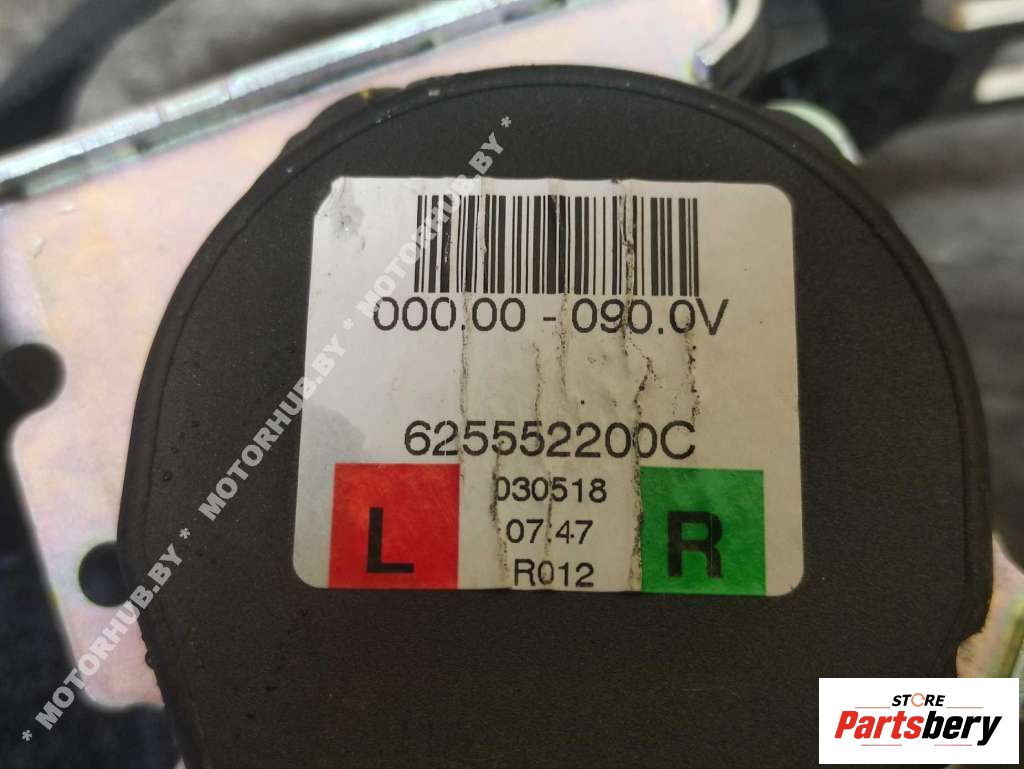 000.00 - 090.0V
625552200C
030518
L
07.47
R
R012
* MOTORHUB.BY * MOTORHUB.BY * MOTORHUB.BY *
STORE
Partsbery